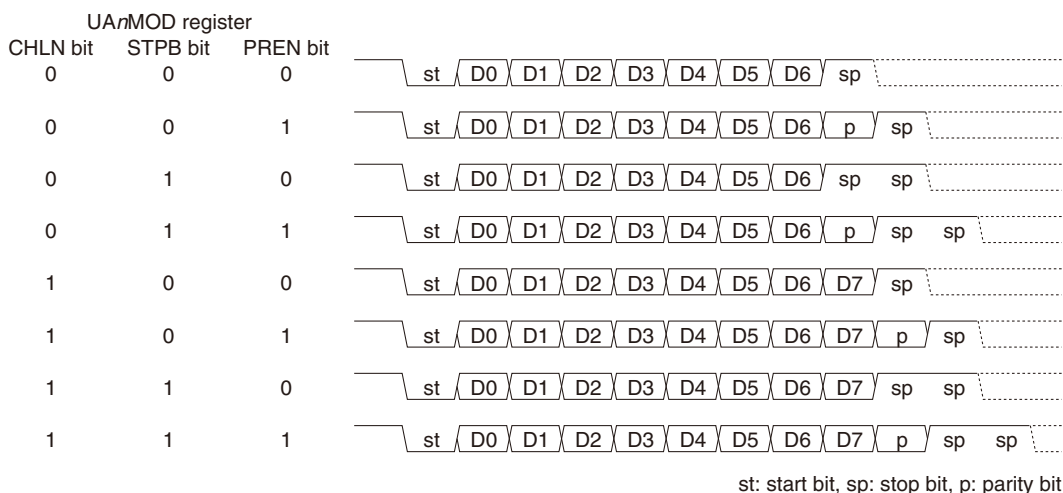 UAnMOD register
CHLN bit STPB bit PREN bit
0 0 0 st D0 D1 D2 D3 D4 D5 D6 sp
0 0 1 st D0 D1 D2 D3 D4 D5 D6 p sp
0 1 0 st D0 D1 D2 D3 D4 D5 D6 sp sp
0 1 1 st D0 D1 D2 D3 D4 D5 D6 p sp sp
1 0 0 st D0 D1 D2 D3 D4 D5 D6 D7 sp
1 0 1 st D0 D1 D2 D3 D4 D5 D6 D7 p sp
1 1 0 st D0 D1 D2 D3 D4 D5 D6 D7 sp sp
1 1 1 st D0 D1 D2 D3 D4 D5 D6 D7 p sp sp
st: start bit, sp: stop bit, p: parity bit